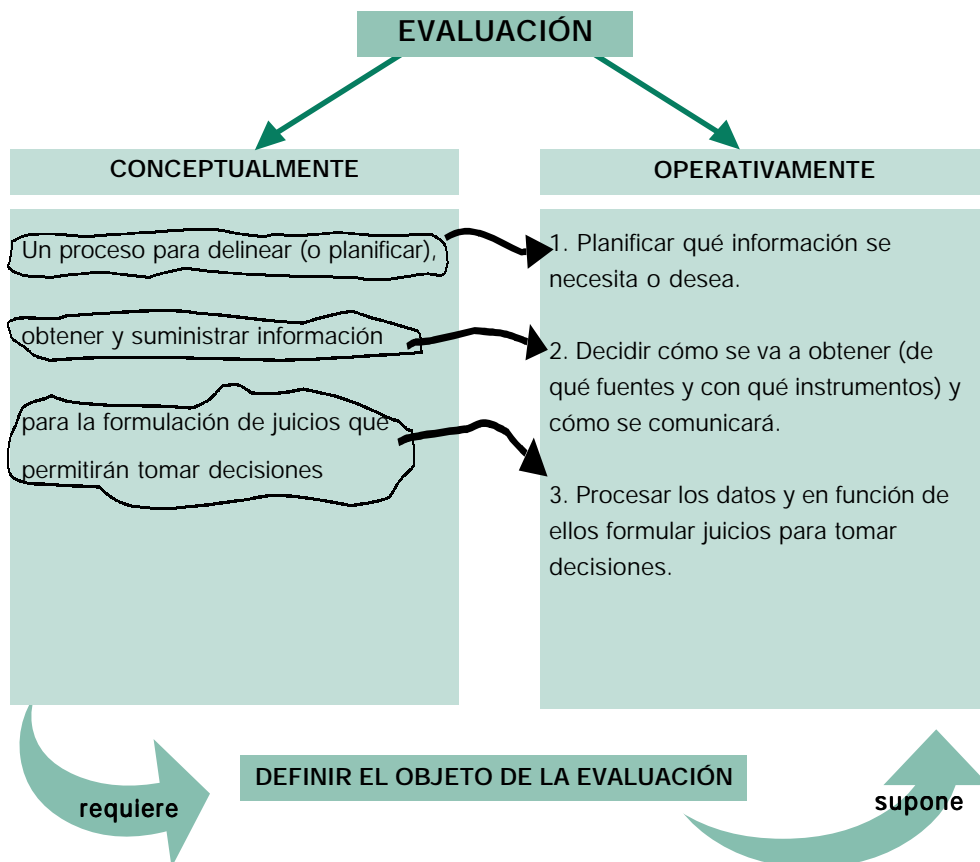 EVALUACIÓN
CONCEPTUALMENTE
Un proceso para delinear (o planificar),
obtener y suministrar información
para la formulación de juicios que
permitirán tomar decisiones
OPERATIVAMENTE
1. Planificar qué información se
necesita o desea.
2. Decidir cómo se va a obtener (de
qué fuentes y con qué instrumentos) y
cómo se comunicará.
3. Procesar los datos y en función de
ellos formular juicios para tomar
decisiones.
requiere
DEFINIR EL OBJETO DE LA EVALUACIÓN
supone